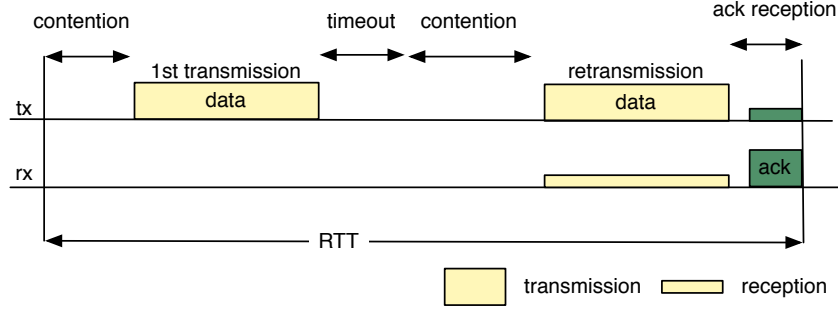 contention
timeout
contention
ack reception
1st transmission
retransmission
tx
data
data
rx
ack
RTT
transmission
reception